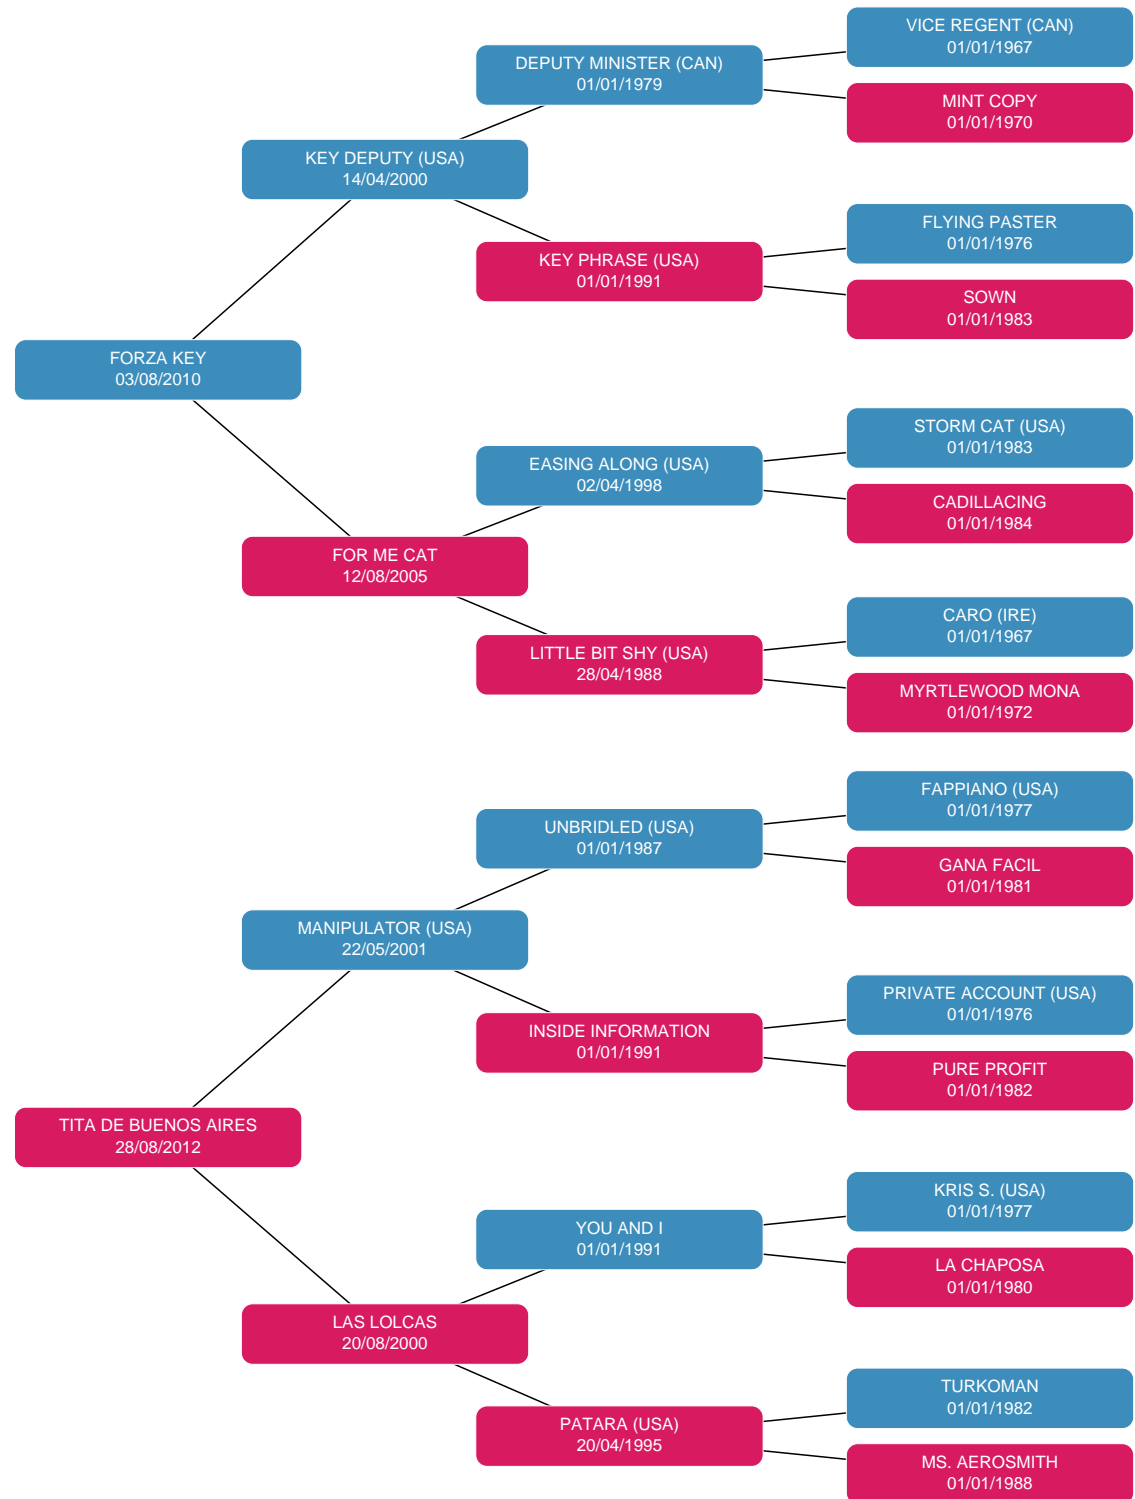 VICE REGENT (CAN)
01/01/1967
DEPUTY MINISTER (CAN)
01/01/1979
MINT COPY
01/01/1970
KEY DEPUTY (USA)
14/04/2000
FLYING PASTER
01/01/1976
KEY PHRASE (USA)
01/01/1991
SOWN
01/01/1983
FORZA KEY
03/08/2010
STORM CAT (USA)
01/01/1983
EASING ALONG (USA)
02/04/1998
CADILLACING
01/01/1984
FOR ME CAT
12/08/2005
CARO (IRE)
01/01/1967
LITTLE BIT SHY (USA)
28/04/1988
MYRTLEWOOD MONA
01/01/1972
FAPPIANO (USA)
01/01/1977
UNBRIDLED (USA)
01/01/1987
GANA FACIL
01/01/1981
MANIPULATOR (USA)
22/05/2001
PRIVATE ACCOUNT (USA)
01/01/1976
INSIDE INFORMATION
01/01/1991
PURE PROFIT
01/01/1982
TITA DE BUENOS AIRES
28/08/2012
KRIS S. (USA)
01/01/1977
YOU AND I
01/01/1991
LA CHAPOSA
01/01/1980
LAS LOLCAS
20/08/2000
TURKOMAN
01/01/1982
PATARA (USA)
20/04/1995
MS. AEROSMITH
01/01/1988